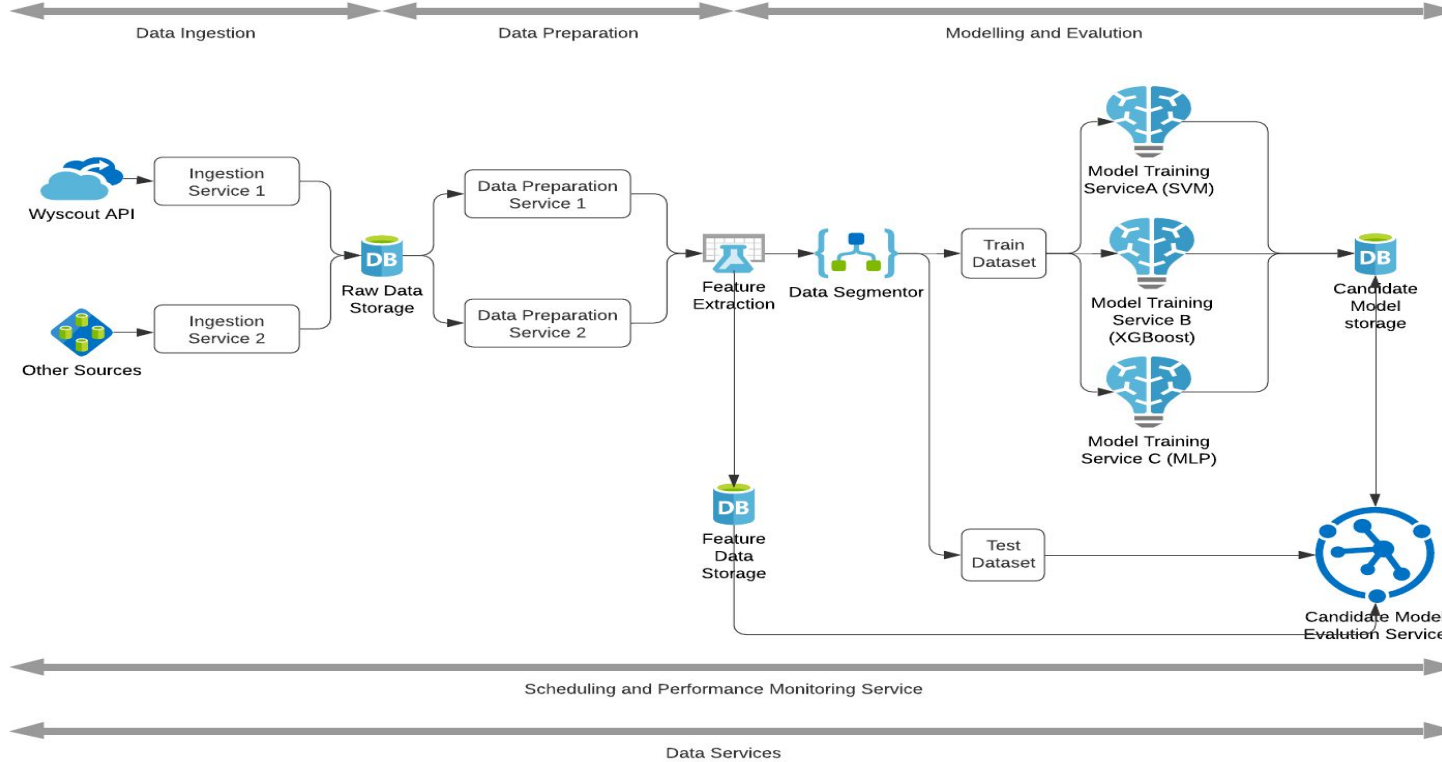 Data Ingestion
Data Preparation
Modelling and Evalution
Wyscout API
Ingestion
Service 1
Other Sources
Ingestion
Service 2
DB
Raw Data
Storage
Data Preparation
Service 1
Data Preparation
Service 2
Feature
Extraction
DB
Feature
Data
Storage
Data Segmentor
Train
Dataset
Test
Dataset
Model Training
ServiceA (SVM)
Model Training
Service B
(XGBoost)
Model Training
Service C (MLP)
DB
Candidate
Model
storage
Candidate Model
Evalution Service
Scheduling and Performance Monitoring Service
Data Services